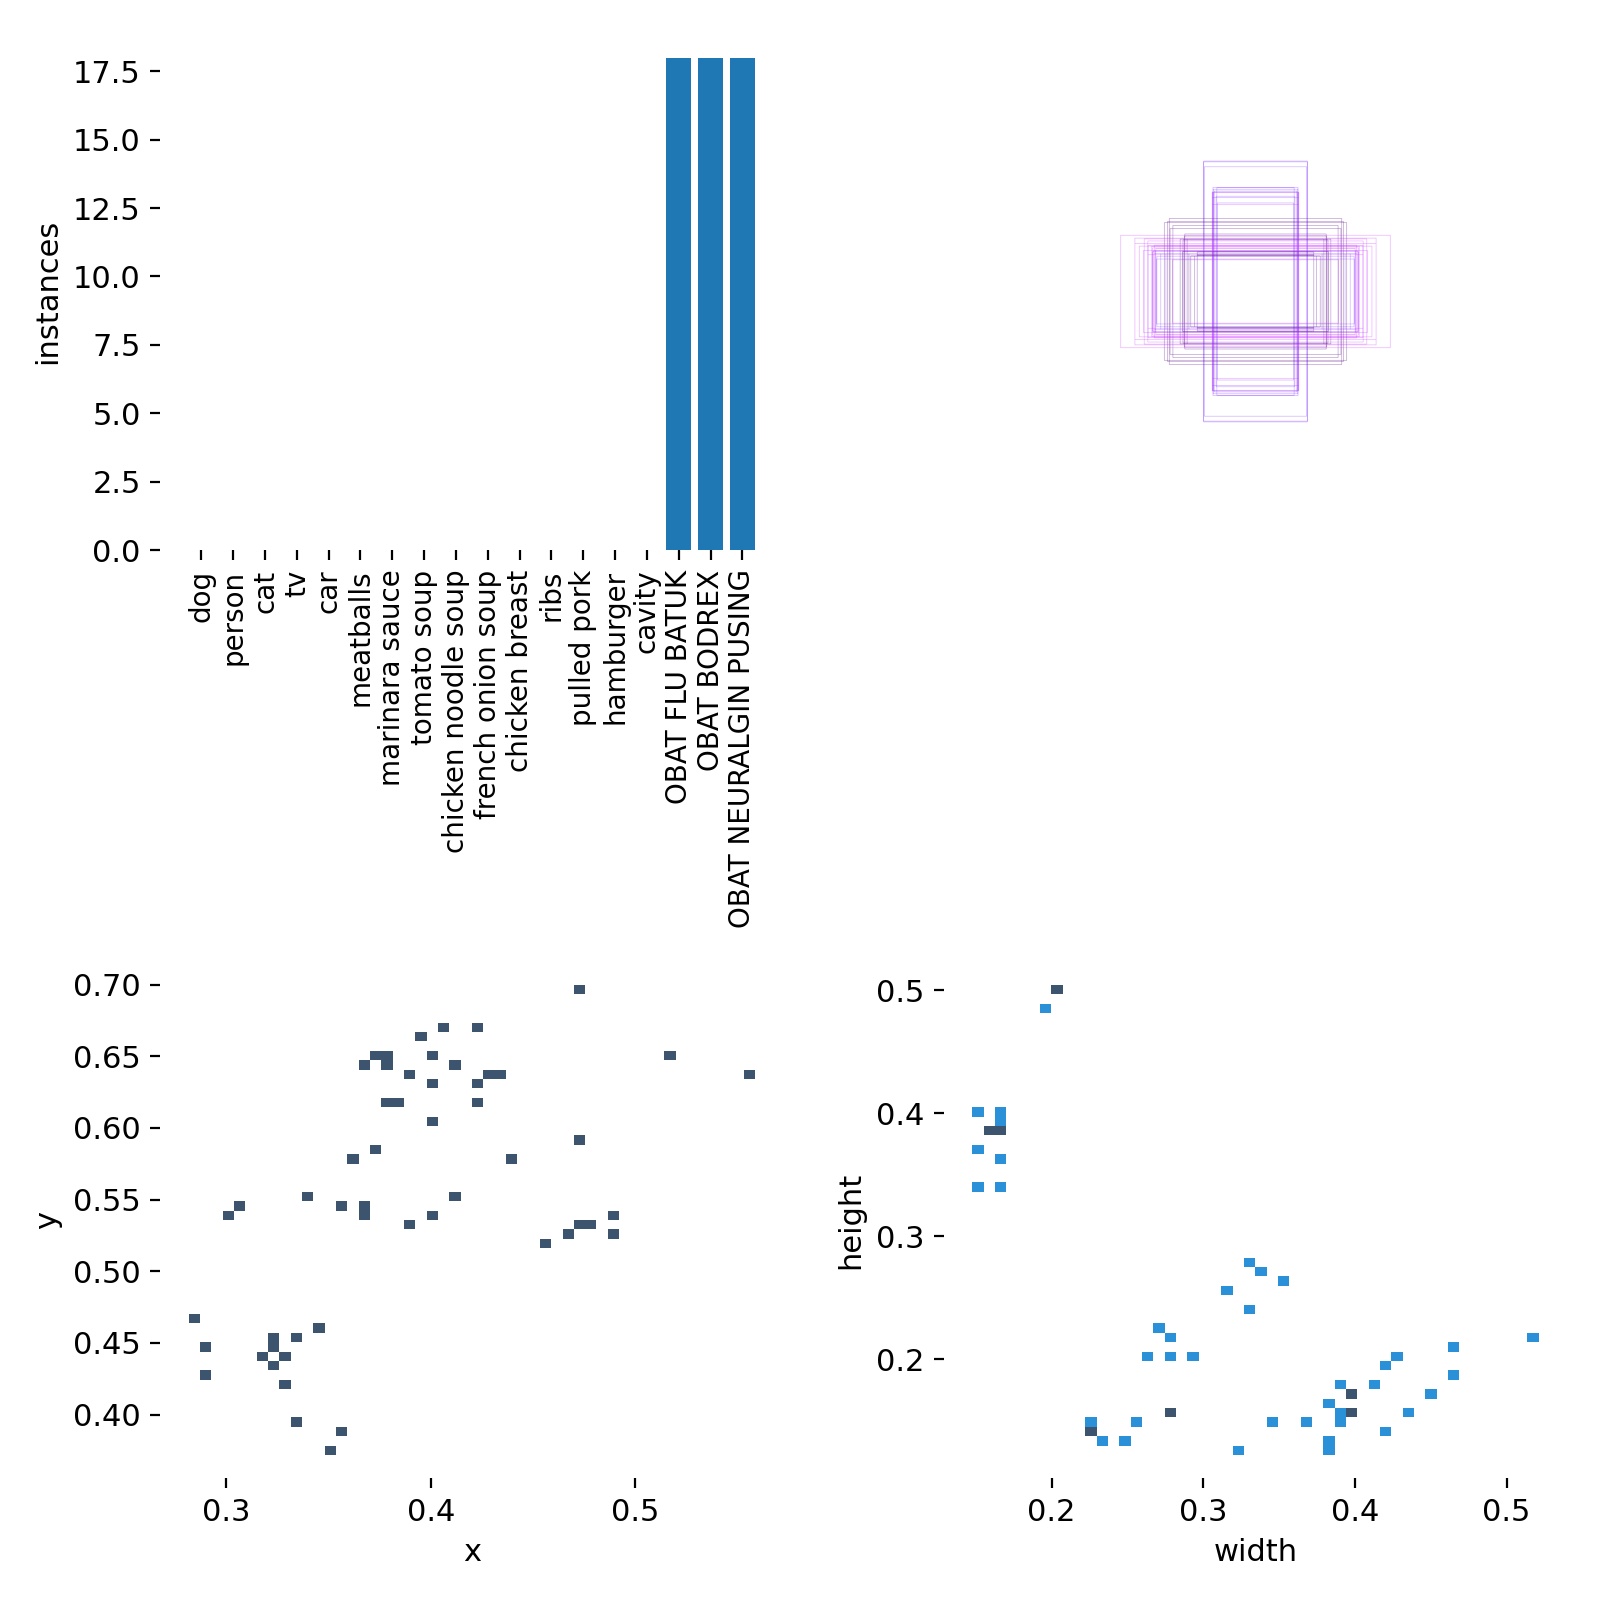 17.5
15.0
12.5
10.0
7.5
5.0
2.5
0.0
instances
dog
person
cat
tv
car
meatballs
marinara sauce
tomato soup
chicken noodle soup
french onion soup
chicken breast
ribs
pulled pork
hamburger
cavity
OBAT FLU BATUK
OBAT BODREX
OBAT NEURALGIN PUSING
0.70
0.65
0.60
0.55
0.50
0.45
0.40
y
0.3 0.4 0.5
x
0.5
0.4
0.3
0.2
height
0.2 0.3 0.4 0.5
width